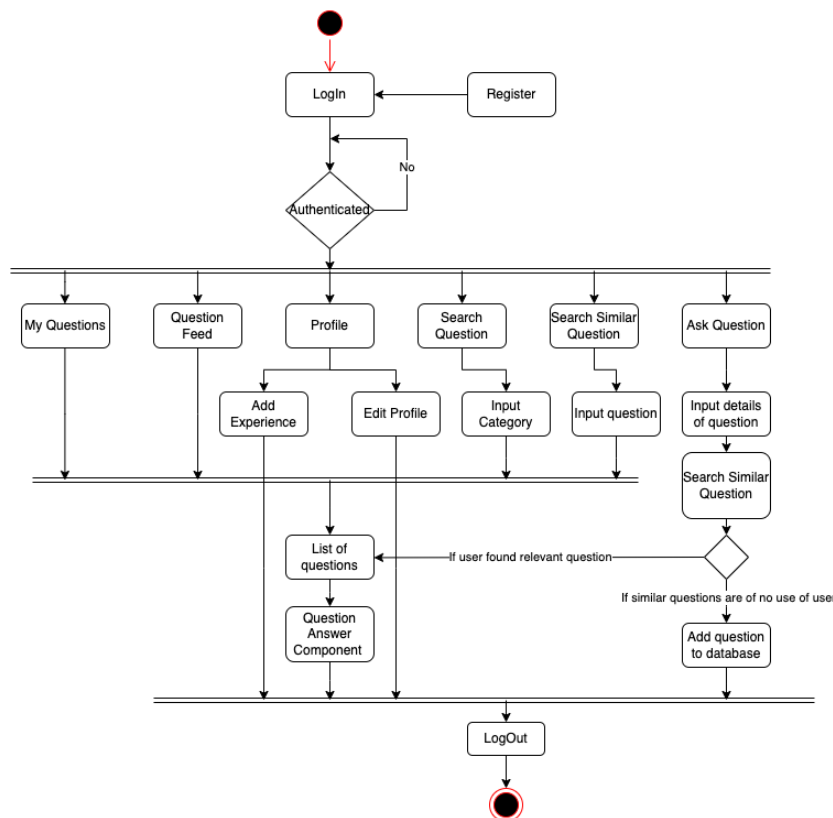 LogIn
Register
No
Authenticated
My Questions
Question
Feed
Profile
Search
Question
Search Similar
Question
Ask Question
Add
Experience
Edit Profile
Input
Category
Input question
Input details
of question
Search Similar
Question
List of
questions
If user found relevant question
If similar questions are of no use of user
Question
Answer
Component
Add question
to database
LogOut